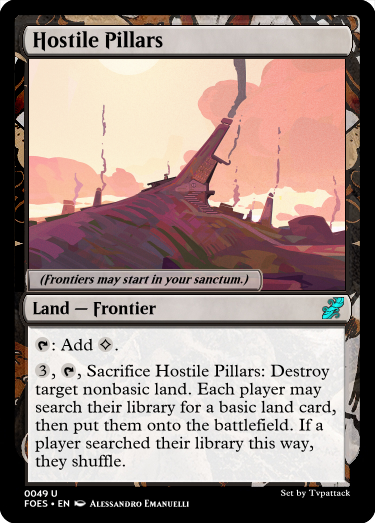 Hostile Pillars
(Frontiers may start in your sanctum.)
Land — Frontier
: Add .
3, , Sacrifice Hostile Pillars: Destroy
target nonbasic land. Each player may
search their library for a basic land card,
then put them onto the battlefield. If a
player searched their library this way,
they shuffle.
0049 U
Set by Tvpattack
FOES • EN Alessandro Emanuelli